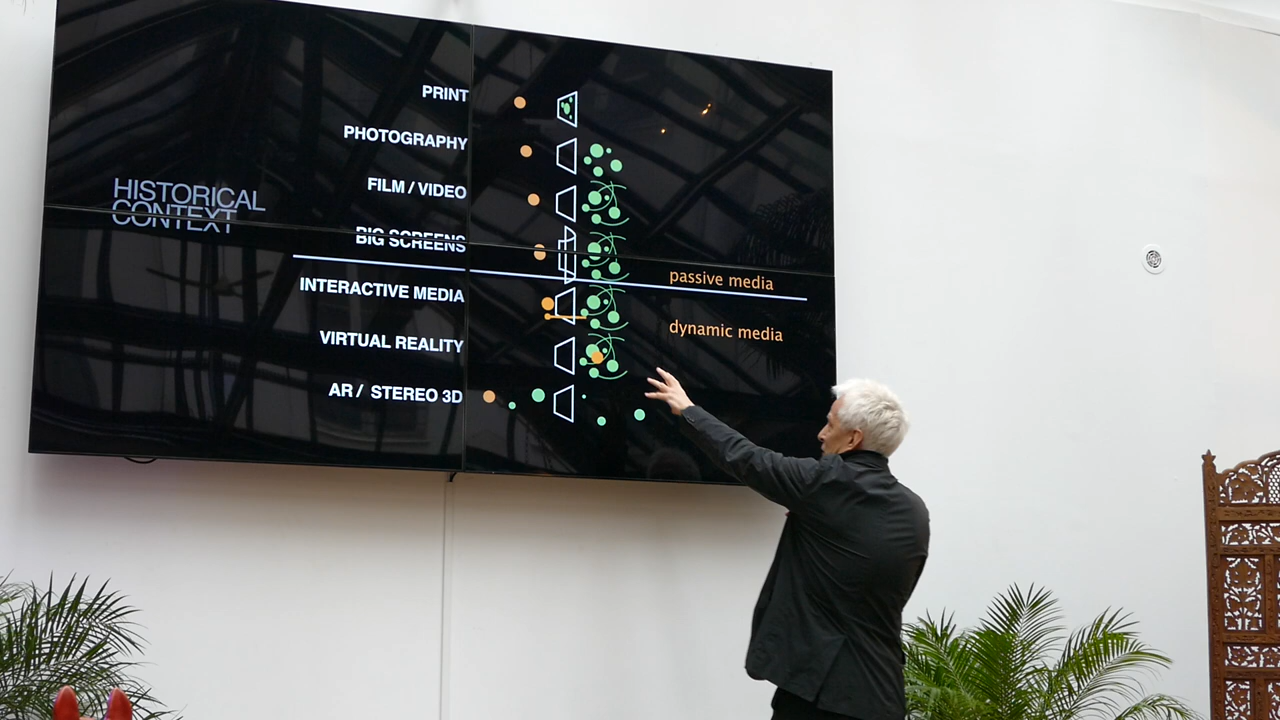 HISTORICAL
CONTEXT
PRINT
PHOTOGRAPHY
FILM / VIDEO
BIG SCREENS
INTERACTIVE MEDIA
VIRTUAL REALITY
AR / STEREO 3D
passive media
dynamic media